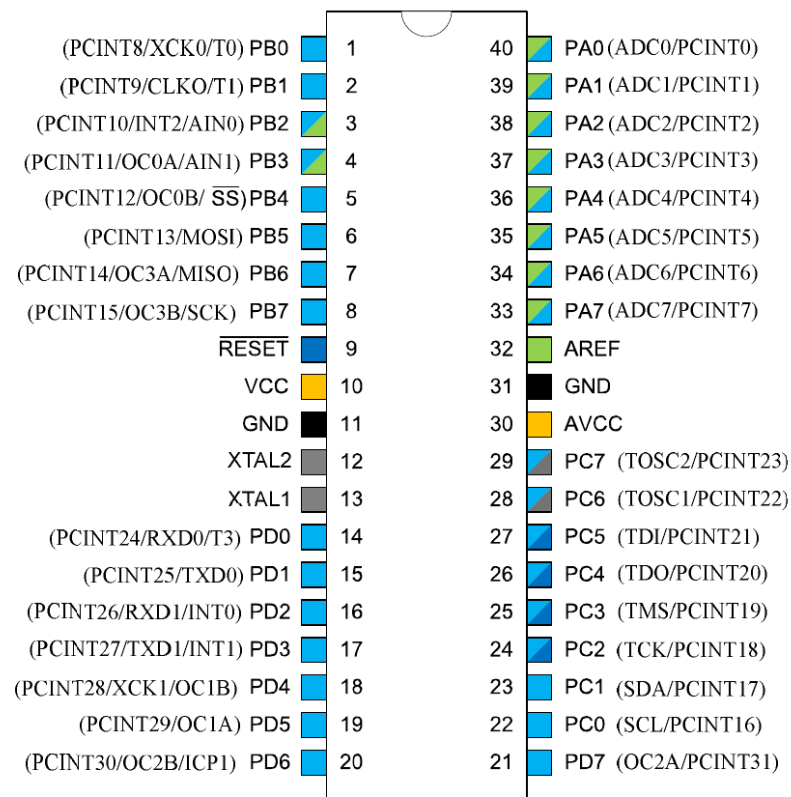 (PCINT8/XCK0/T0) PB0 1 40 PA0 (ADC0/PCINT0)
(PCINT9/CLKO/T1) PB1 2 39 PA1 (ADC1/PCINT1)
(PCINT10/INT2/AIN0) PB2 3 38 PA2 (ADC2/PCINT2)
(PCINT11/OC0A/AIN1) PB3 4 37 PA3 (ADC3/PCINT3)
(PCINT12/OC0B/ S̅S̅) PB4 5 36 PA4 (ADC4/PCINT4)
(PCINT13/MOSI) PB5 6 35 PA5 (ADC5/PCINT5)
(PCINT14/OC3A/MISO) PB6 7 34 PA6 (ADC6/PCINT6)
(PCINT15/OC3B/SCK) PB7 8 33 PA7 (ADC7/PCINT7)
R̅E̅S̅E̅T̅ 9 32 AREF
VCC 10 31 GND
GND 11 30 AVCC
XTAL2 12 29 PC7 (TOSC2/PCINT23)
XTAL1 13 28 PC6 (TOSC1/PCINT22)
(PCINT24/RXD0/T3) PD0 14 27 PC5 (TDI/PCINT21)
(PCINT25/TXD0) PD1 15 26 PC4 (TDO/PCINT20)
(PCINT26/RXD1/INT0) PD2 16 25 PC3 (TMS/PCINT19)
(PCINT27/TXD1/INT1) PD3 17 24 PC2 (TCK/PCINT18)
(PCINT28/XCK1/OC1B) PD4 18 23 PC1 (SDA/PCINT17)
(PCINT29/OC1A) PD5 19 22 PC0 (SCL/PCINT16)
(PCINT30/OC2B/ICP1) PD6 20 21 PD7 (OC2A/PCINT31)